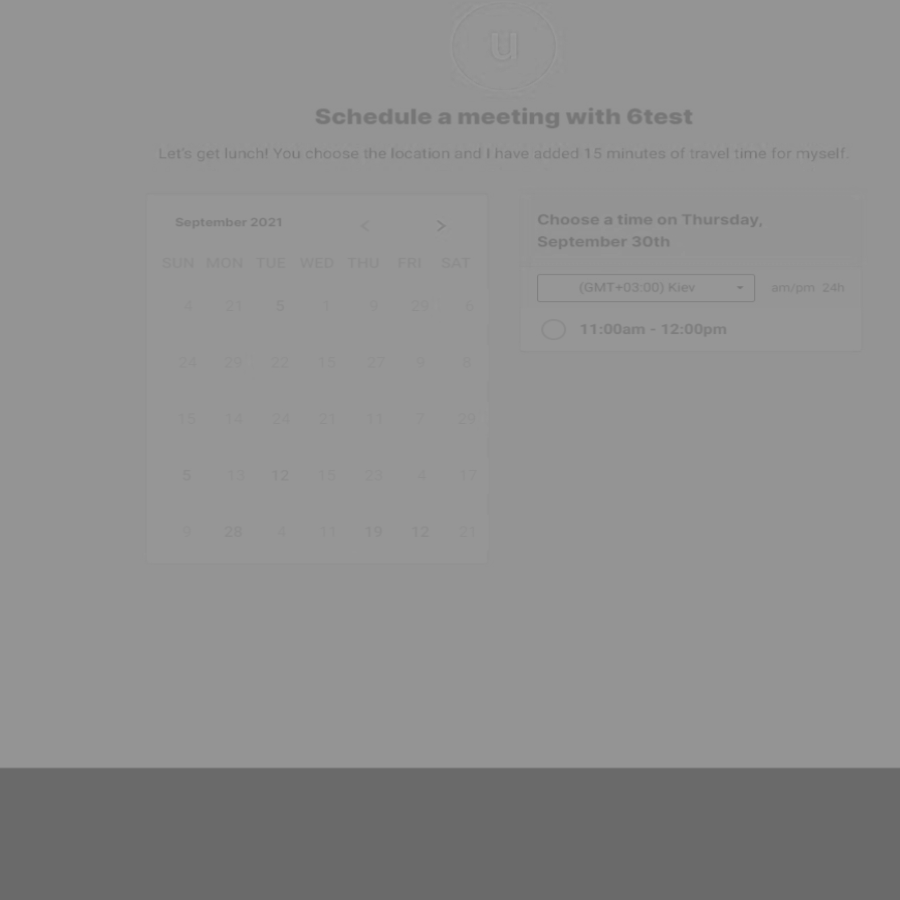 u
Schedule a meeting with 6test
Let's get lunch! You choose the location and I have added 15 minutes of travel time for myself.
September 2021 < >
SUN MON TUE WED THU FRI SAT
4 21 5 1 9 29 6
24 29 22 15 27 9 8
15 14 24 21 11 7 29
5 13 12 15 23 4 17
9 28 4 11 19 12 21
Choose a time on Thursday,
September 30th
(GMT+03:00) Kiev am/pm 24h
11:00am - 12:00pm